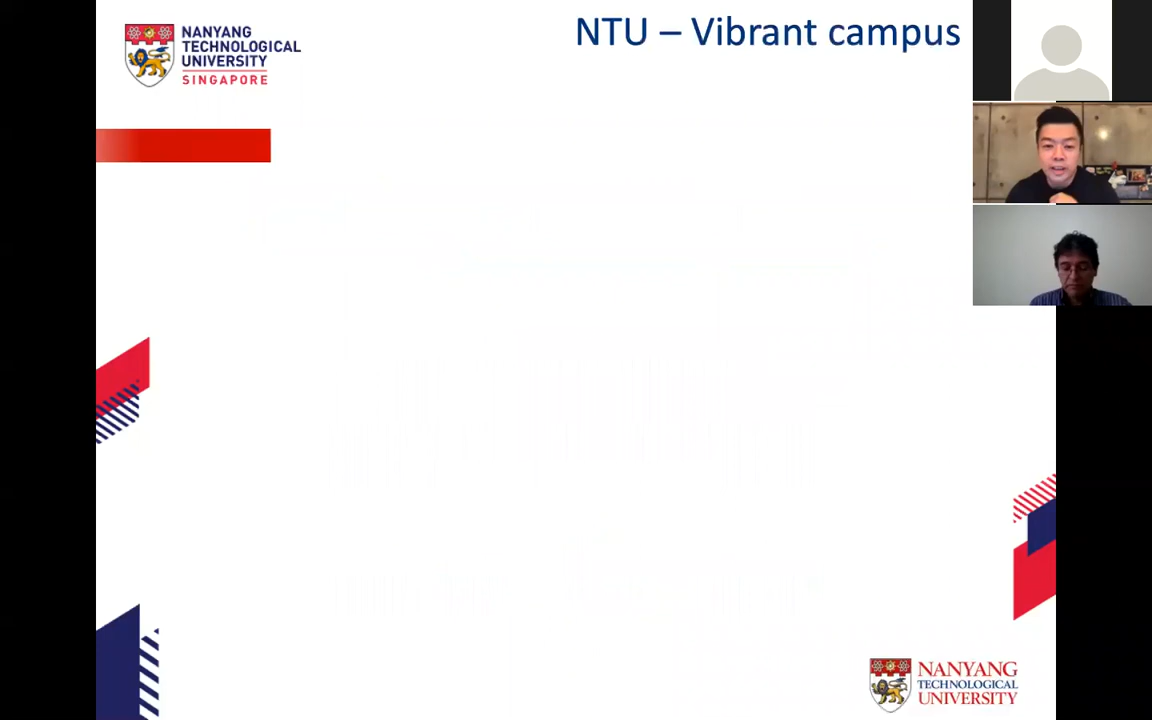 NANYANG
TECHNOLOGICAL
UNIVERSITY
SINGAPORE
NTU – Vibrant campus
NANYANG
TECHNOLOGICAL
UNIVERSITY